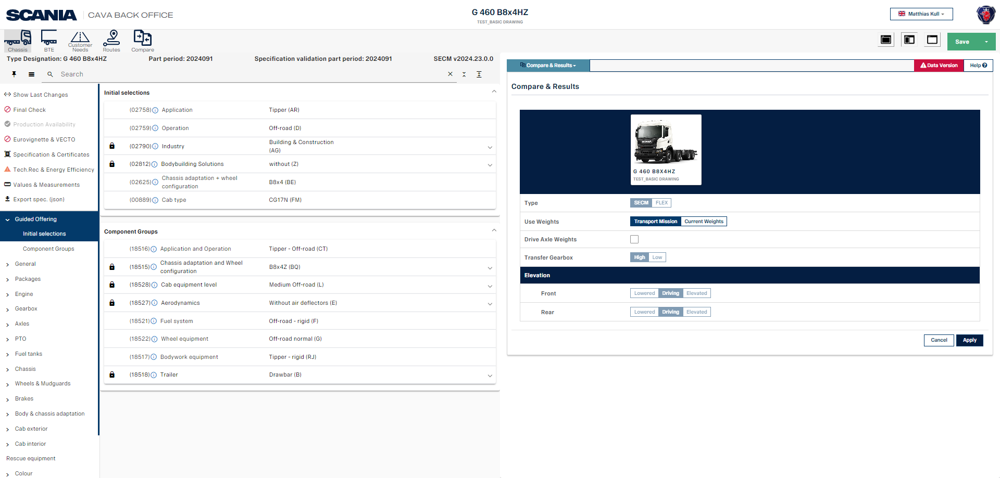 SCANIA
CAVA BACK OFFICE
G 460 B8x4HZ
TEST_BASIC DRAWING
Matthias Kull
Chassis
BTE
Customer Needs
Routes
Compare
Save
Type Designation: G 460 B8x4HZ
Part period: 2024091
Specification validation part period: 2024091
SECM v2024.23.0.0
Search
Show Last Changes
Final Check
Production Availability
Eurovignette & VECTO
Specification & Certificates
Tech.Rec & Energy Efficiency
Values & Measurements
Export spec. (json)
Guided Offering
Initial selections
Component Groups
General
Packages
Engine
Gearbox
Axles
PTO
Fuel tanks
Chassis
Wheels & Mudguards
Brakes
Body & chassis adaptation
Cab exterior
Cab interior
Rescue equipment
Colour
Initial selections
(02758) Application Tipper (AR)
(02759) Operation Off-road (D)
(02790) Industry Building & Construction (AG)
(02812) Bodybuilding Solutions without (Z)
(02625) Chassis adaptation + wheel configuration B8x4 (BE)
(00889) Cab type CG17N (FM)
Component Groups
(18516) Application and Operation Tipper - Off-road (CT)
(18515) Chassis adaptation and Wheel configuration B8x4Z (BQ)
(18528) Cab equipment level Medium Off-road (L)
(18527) Aerodynamics Without air deflectors (E)
(18521) Fuel system Off-road - rigid (F)
(18522) Wheel equipment Off-road normal (G)
(18517) Bodywork equipment Tipper - rigid (RJ)
(18518) Trailer Drawbar (B)
Compare & Results
Data Version
Help
Compare & Results
SCANIA
G 460 B8X4HZ
TEST_BASIC DRAWING
Type SECM FLEX
Use Weights Transport Mission Current Weights
Drive Axle Weights
Transfer Gearbox High Low
Elevation
Front Lowered Driving Elevated
Rear Lowered Driving Elevated
Cancel Apply